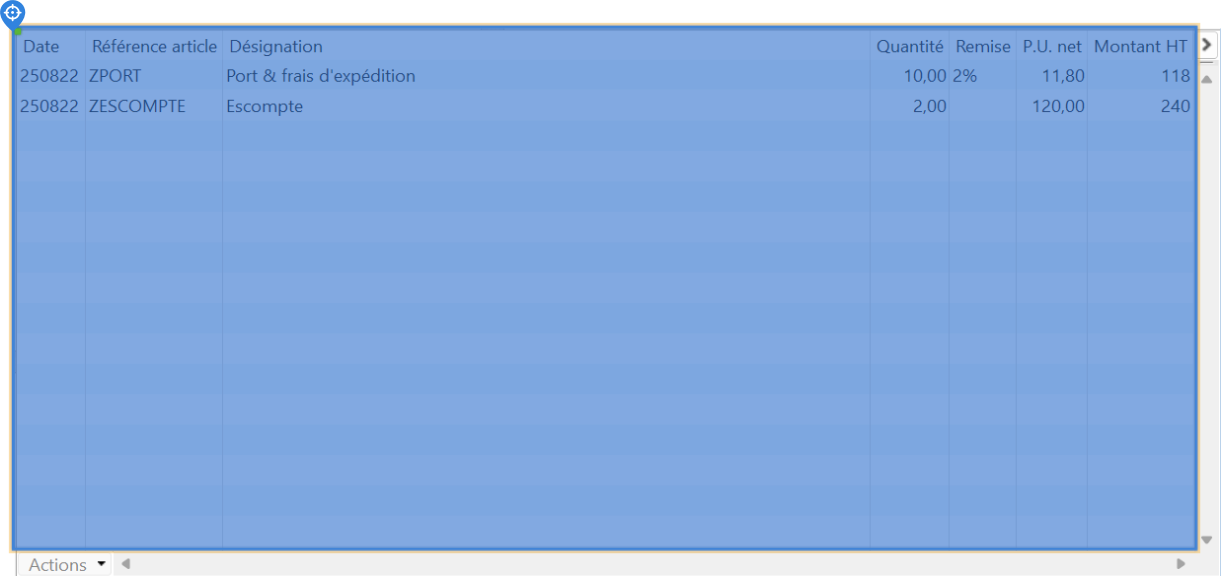 Date Référence article Désignation Quantité Remise P.U. net Montant HT
250822 ZPORT Port & frais d'expédition 10,00 2% 11,80 118
250822 ZESCOMPTE Escompte 2,00 120,00 240
Actions